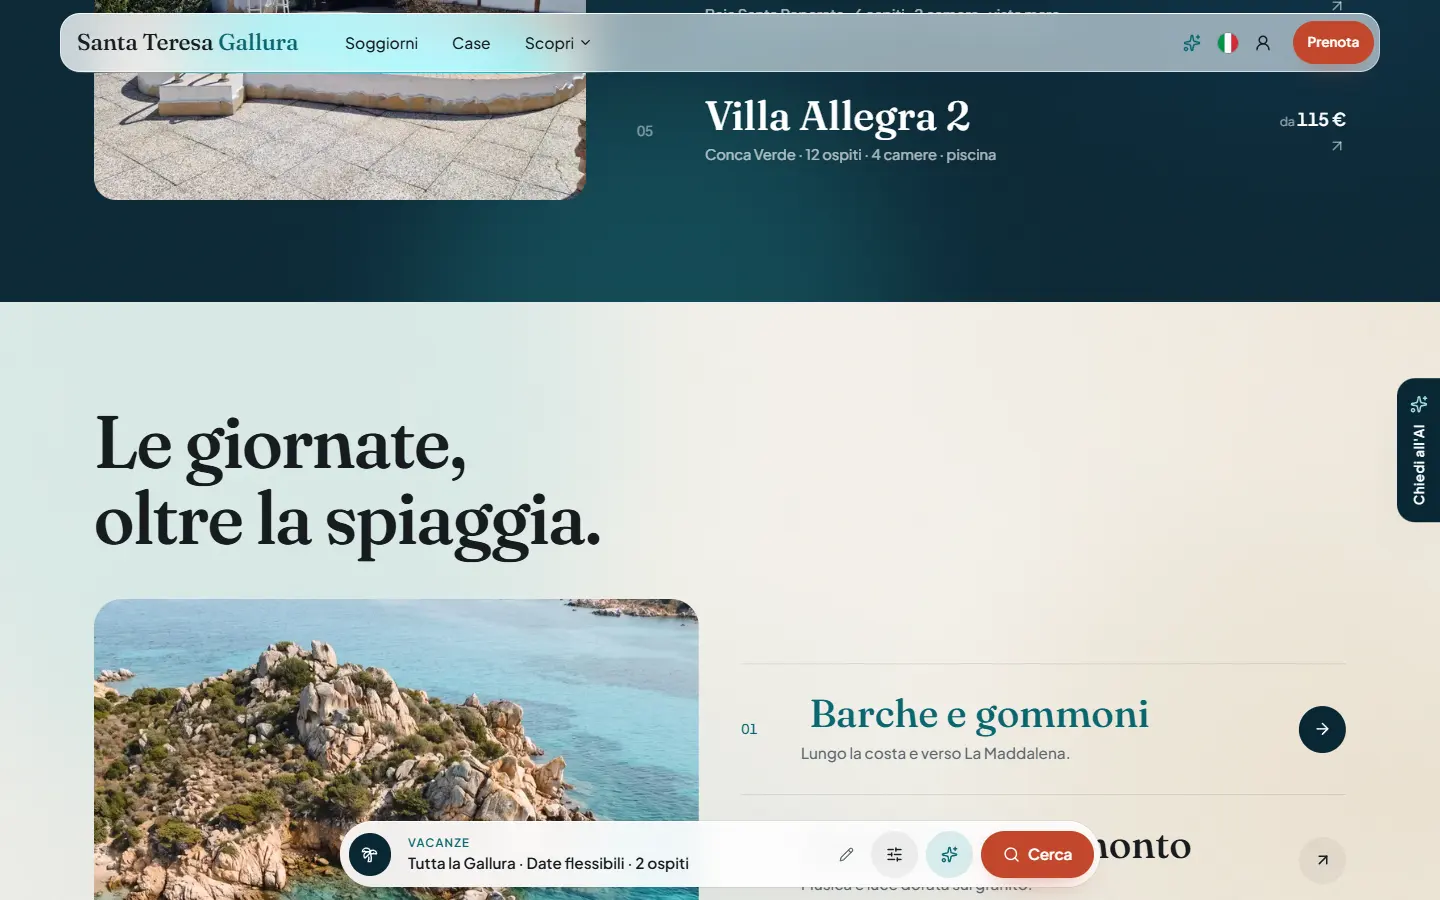 Santa Teresa Gallura
Soggiorni
Case
Scopri
Prenota
05
Villa Allegra 2
Conca Verde · 12 ospiti · 4 camere · piscina
da 115 €
Chiedi all'AI
Le giornate,
oltre la spiaggia.
01
Barche e gommoni
Lungo la costa e verso La Maddalena.
VACANZE
Tutta la Gallura · Date flessibili · 2 ospiti
Cerca